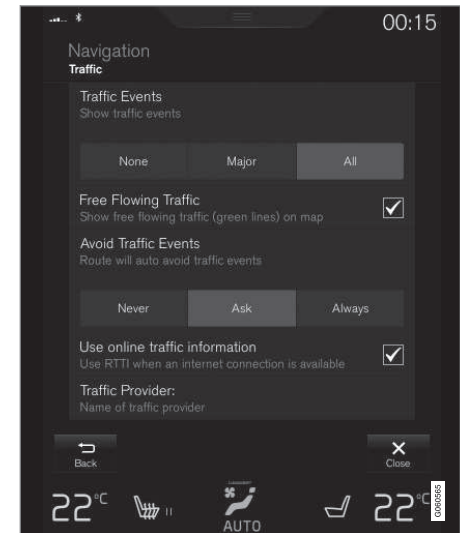 00:15
Navigation
Traffic
Traffic Events
Show traffic events
None Major All
Free Flowing Traffic
Show free flowing traffic (green lines) on map
Avoid Traffic Events
Route will auto avoid traffic events
Never Ask Always
Use online traffic information
Use RTTI when an internet connection is available
Traffic Provider:
Name of traffic provider
Back Close
22°C 22°C
AUTO
G060565